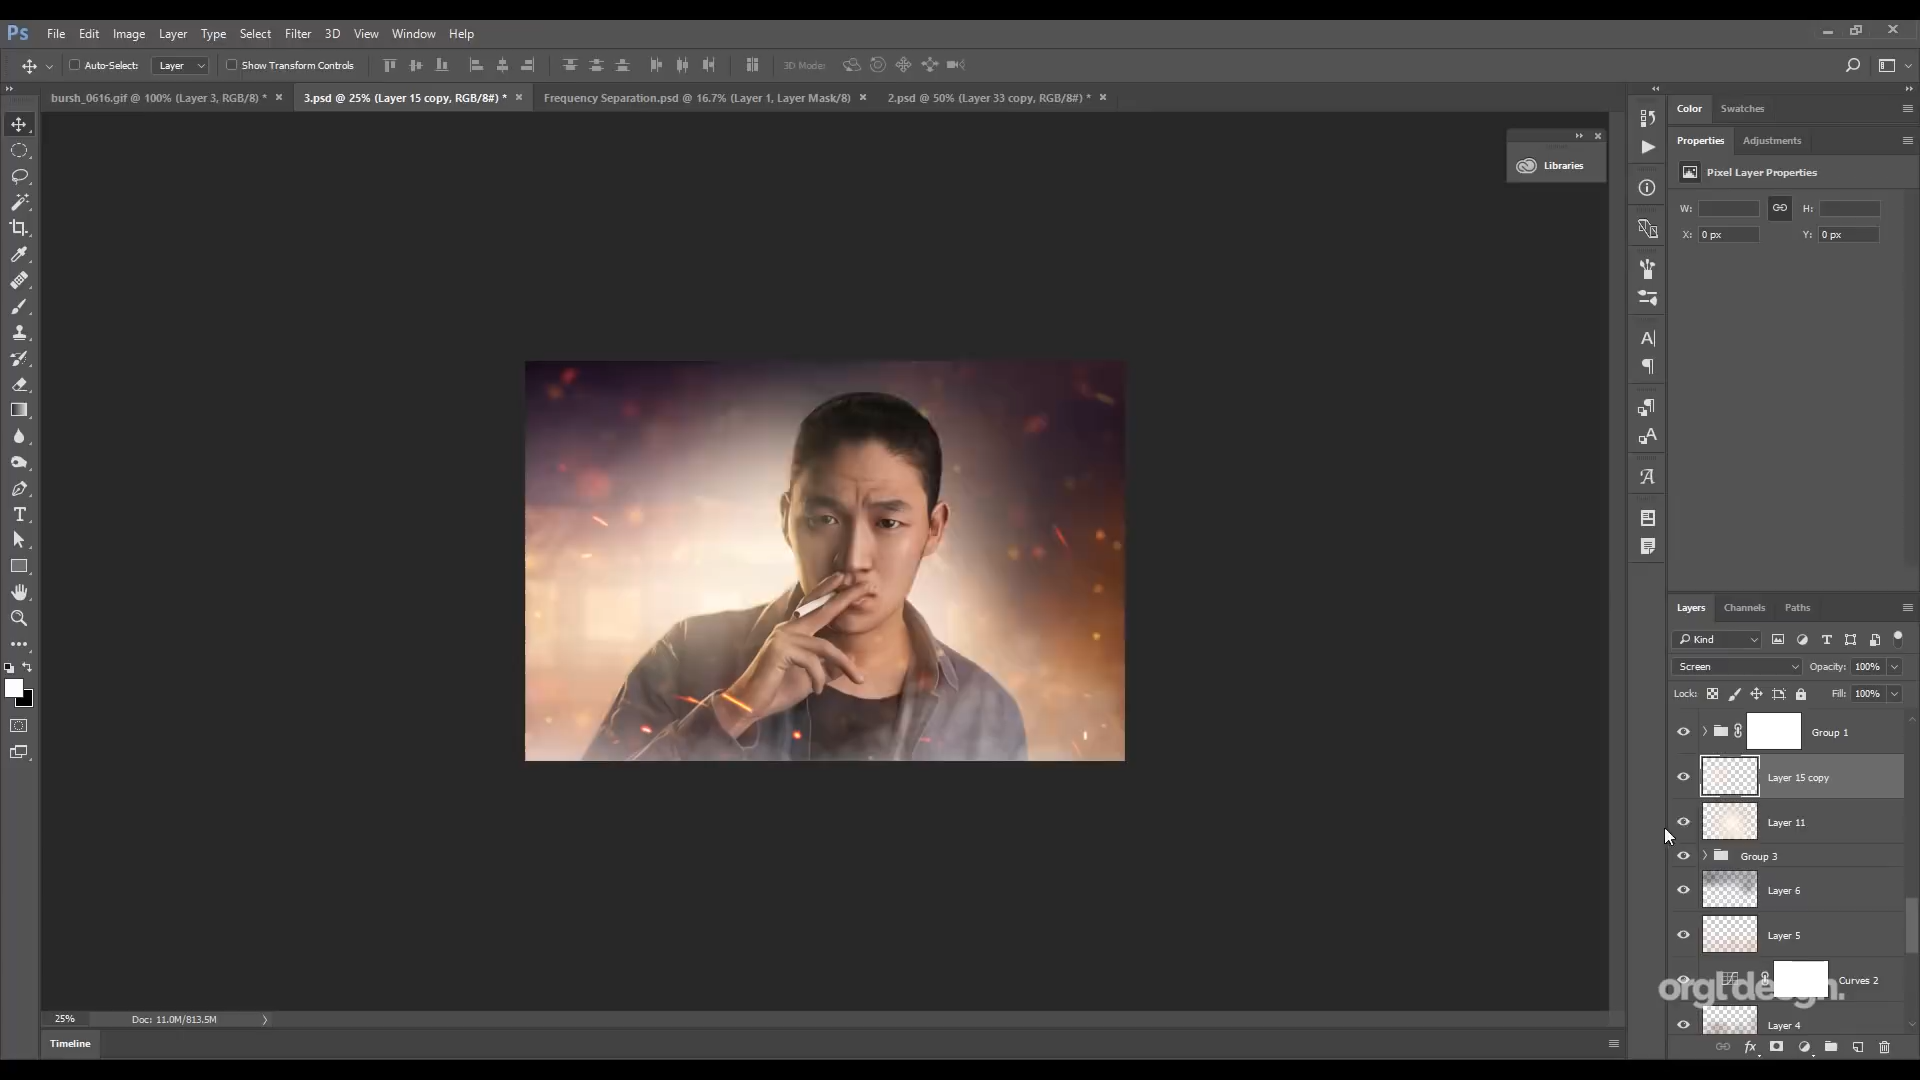 Ps File Edit Image Layer Type Select Filter 3D View Window Help
Auto-Select: Layer Show Transform Controls 3D Mode:
bursh_0616.gif @ 100% (Layer 3, RGB/8) * 3.psd @ 25% (Layer 15 copy, RGB/8#) * Frequency Separation.psd @ 16.7% (Layer 1, Layer Mask/8) 2.psd @ 50% (Layer 33 copy, RGB/8#) *
Color Swatches
Properties Adjustments
Libraries
Pixel Layer Properties
W: H:
X: 0 px Y: 0 px
Layers Channels Paths
Kind
Screen Opacity: 100%
Lock: Fill: 100%
Group 1
Layer 15 copy
Layer 11
Group 3
Layer 6
Layer 5
Curves 2
orgil design.
Layer 4
25% Doc: 11.0M/813.5M
Timeline